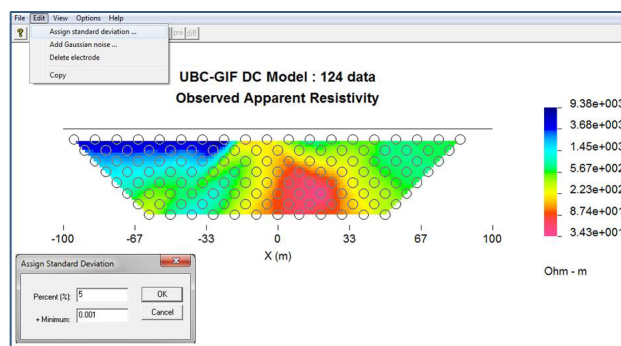 File Edit View Options Help
Assign standard deviation ...
Add Gaussian noise ...
Delete electrode
Copy
pre diff
UBC-GIF DC Model : 124 data
Observed Apparent Resistivity
9.38e+003
3.68e+003
1.45e+003
5.67e+002
2.23e+002
8.74e+001
3.43e+001
Ohm - m
-100 -67 -33 0 33 67 100
X (m)
Assign Standard Deviation
Percent (%): 5 OK
+ Minimum: 0.001 Cancel